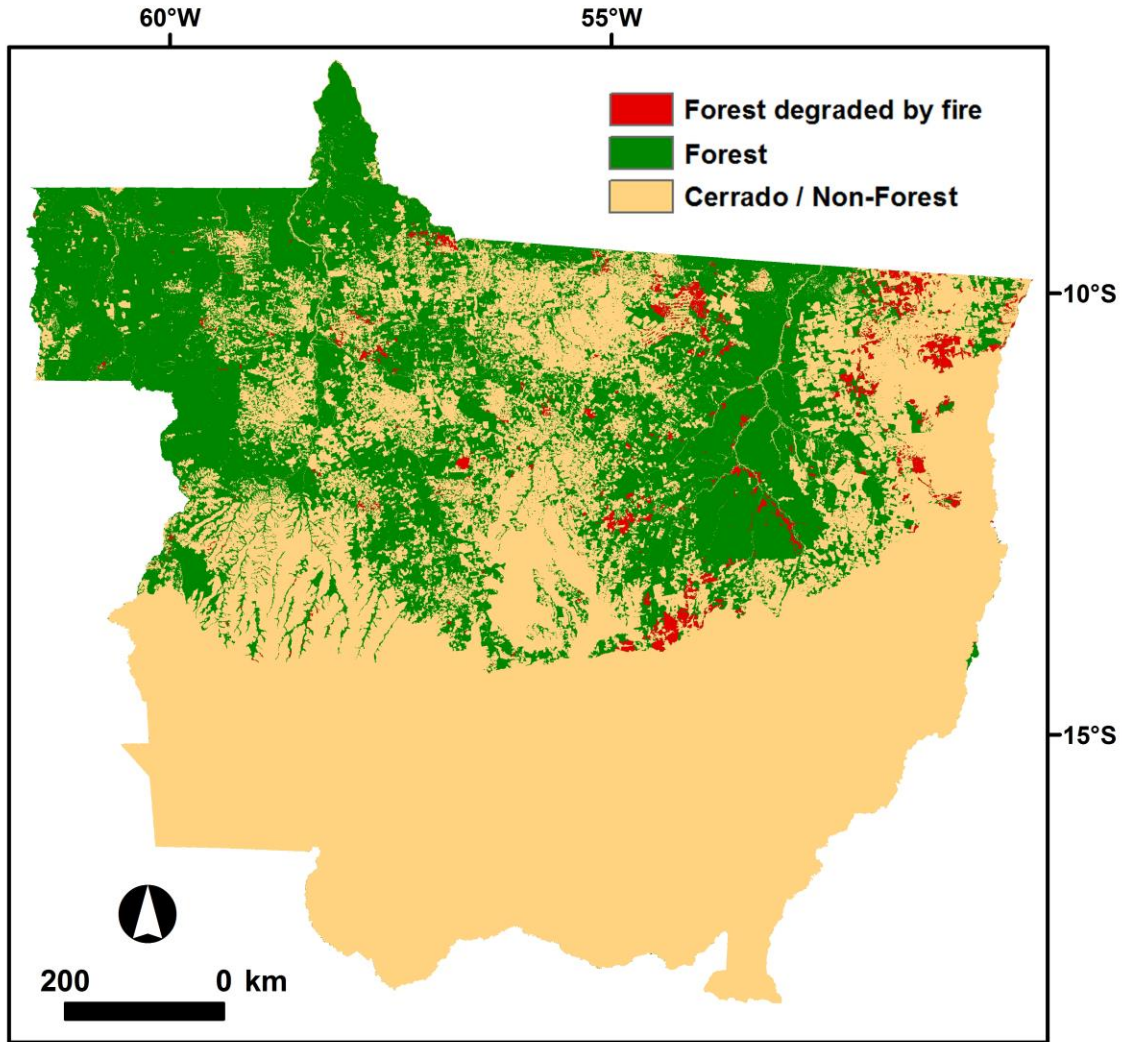 60°W 55°W
Forest degraded by fire
Forest
Cerrado / Non-Forest
10°S
15°S
200 0 km